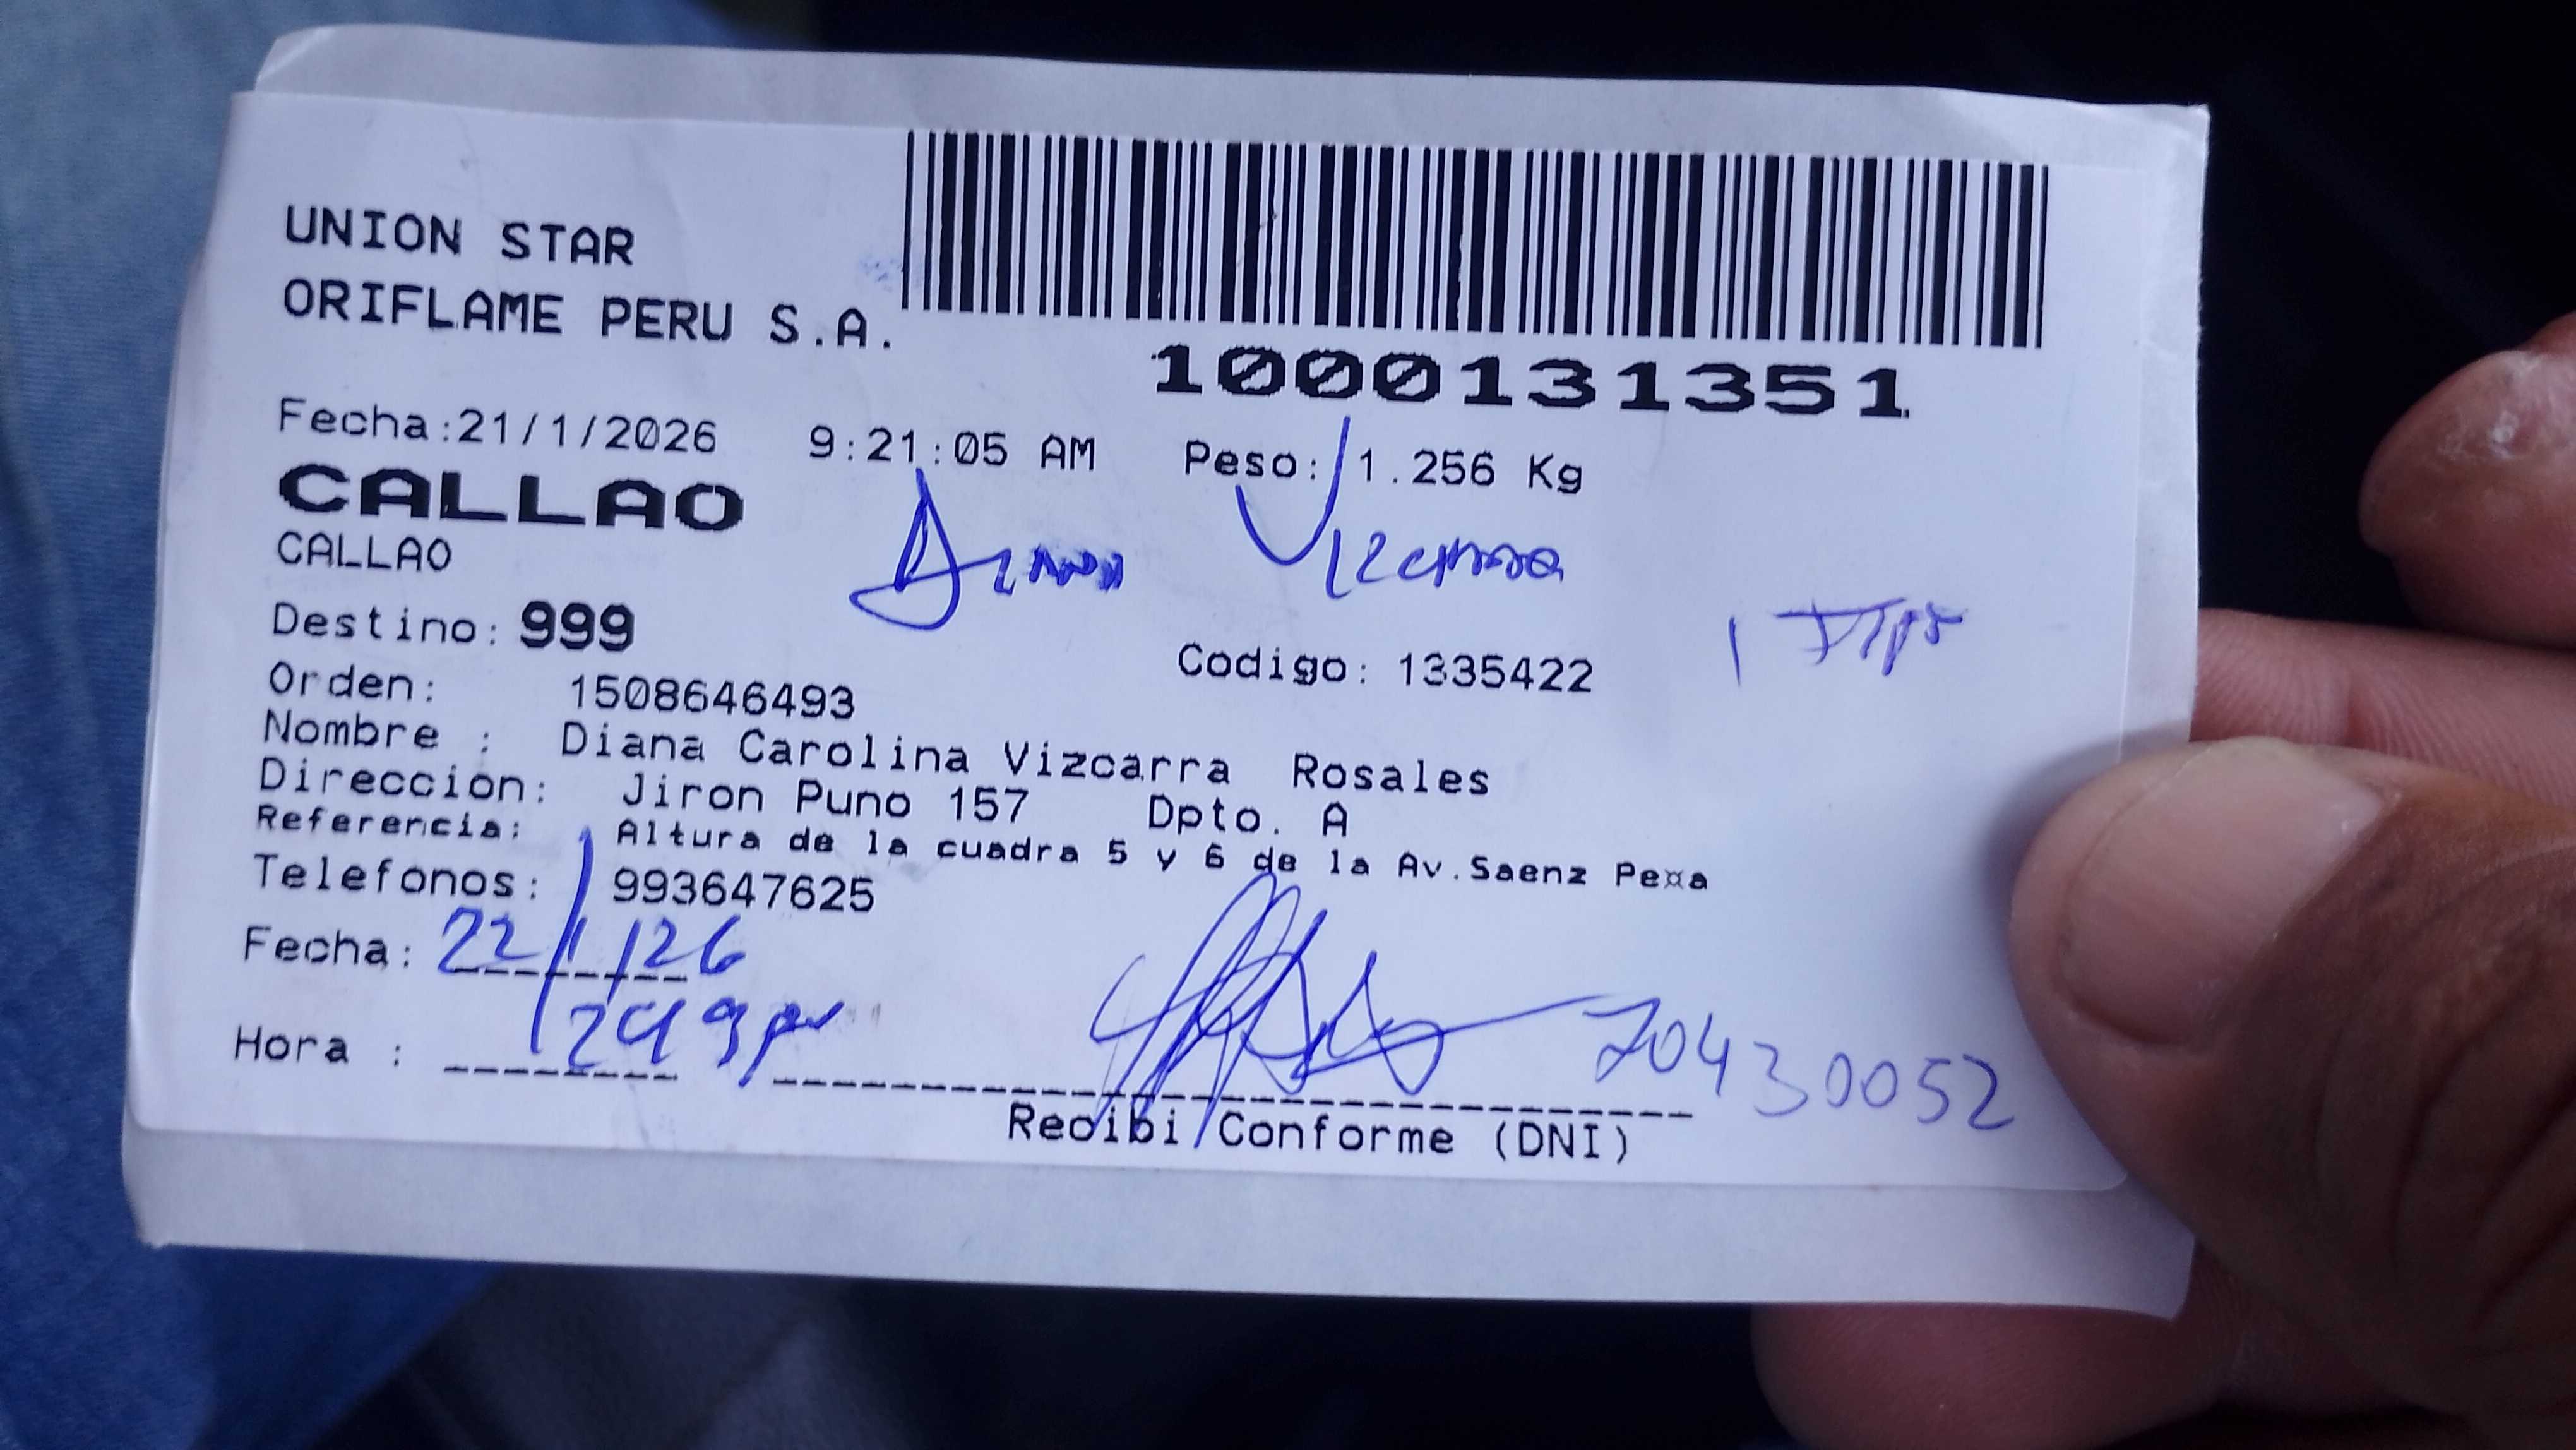 UNION STAR
ORIFLAME PERU S.A.
1000131351
Fecha:21/1/2026 9:21:05 AM Peso: 1.256 Kg
CALLAO
CALLAO
Diana Vizcarra
Destino: 999
1
Orden: 1508646493 Codigo: 1335422
Nombre : Diana Carolina Vizcarra Rosales
Direccion: Jiron Puno 157 Dpto. A
Referencia: Altura de la cuadra 5 y 6 de la Av.Saenz Pe¤a
Telefonos: 993647625
Fecha: 22/1/26
Hora :
70430052
Recibi Conforme (DNI)